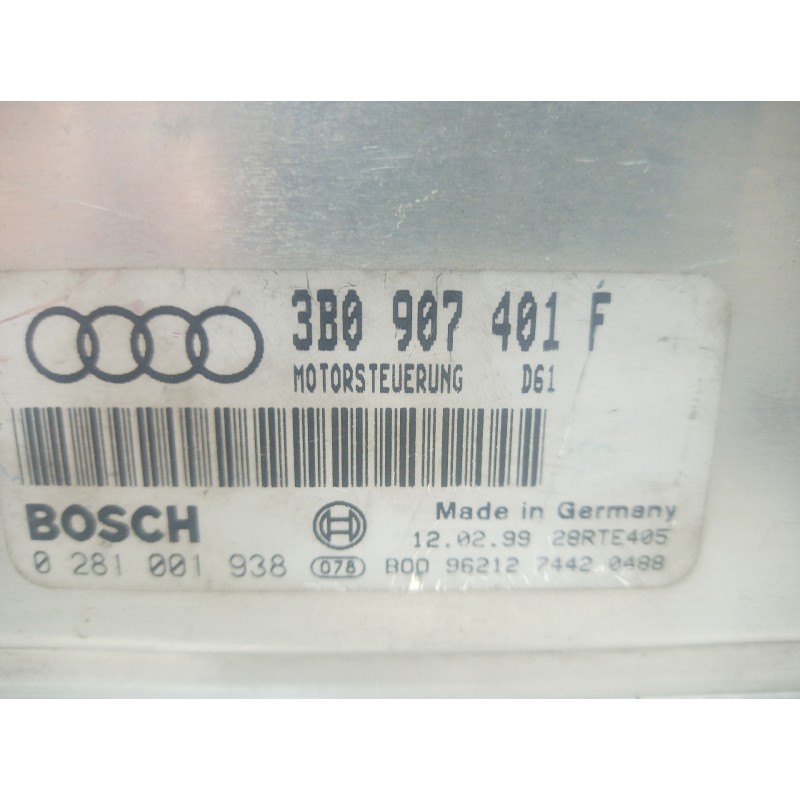 3B0 907 401 F
MOTORSTEUERUNG D61
BOSCH
Made in Germany
12.02.99 28RTE405
0 281 001 938 078 BOO 96212 7442 0488